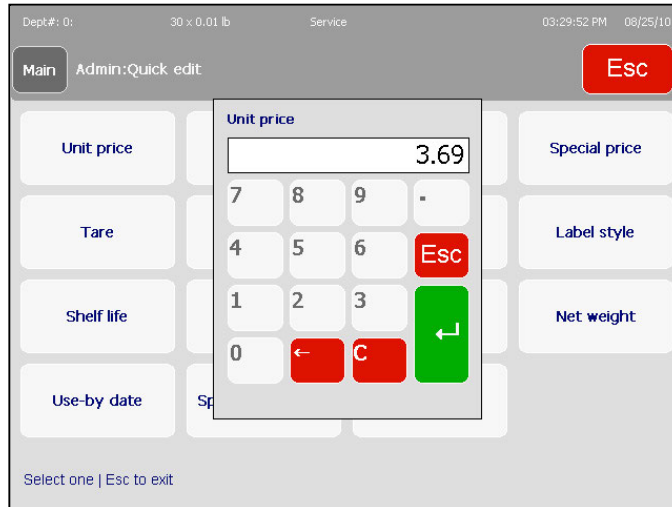 Dept#: 0: 30 x 0.01 lb Service 03:29:52 PM 08/25/10
Main Admin:Quick edit Esc
Unit price
3.69
Unit price Special price
7 8 9 .
Tare Label style
4 5 6 Esc
Shelf life Net weight
1 2 3
0 ← C ↵
Use-by date Sp
Select one | Esc to exit